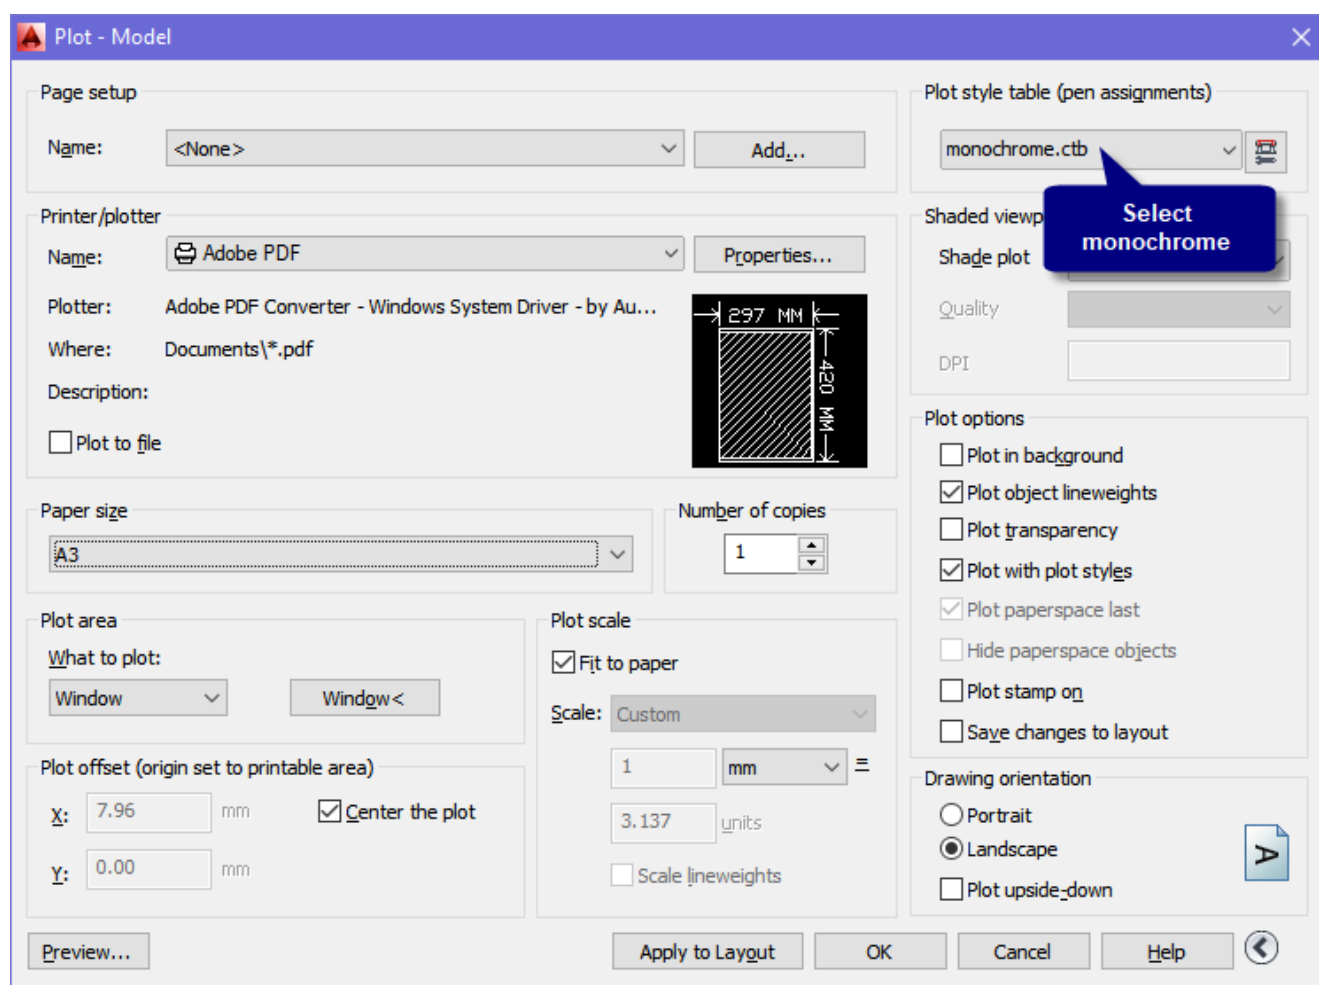 Plot - Model
Page setup
Name:
<None>
Add...
Plot style table (pen assignments)
monochrome.ctb
Select
monochrome
Printer/plotter
Name:
Adobe PDF
Properties...
Plotter:
Adobe PDF Converter - Windows System Driver - by Au...
Where:
Documents\*.pdf
Description:
Plot to file
297 MM
420 MM
Shaded viewp
Shade plot
Quality
DPI
Paper size
A3
Number of copies
1
Plot options
Plot in background
Plot object lineweights
Plot transparency
Plot with plot styles
Plot paperspace last
Hide paperspace objects
Plot stamp on
Save changes to layout
Plot area
What to plot:
Window
Window<
Plot scale
Fit to paper
Scale:
Custom
1
mm
=
3.137
units
Scale lineweights
Plot offset (origin set to printable area)
X:
7.96
mm
Center the plot
Y:
0.00
mm
Drawing orientation
Portrait
Landscape
Plot upside-down
A
Preview...
Apply to Layout
OK
Cancel
Help